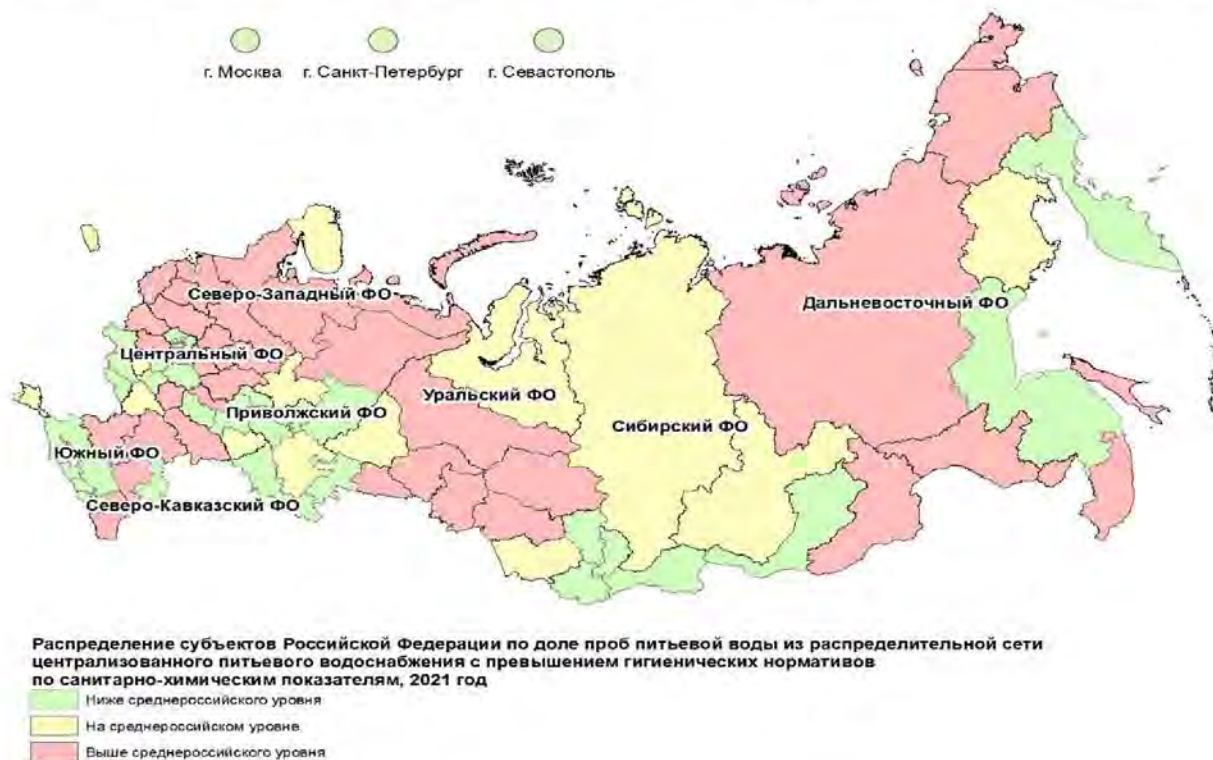 г. Москва г. Санкт-Петербург г. Севастополь
Северо-Западный ФО
Дальневосточный ФО
Центральный ФО
Уральский ФО
Приволжский ФО
Сибирский ФО
Южный ФО
Северо-Кавказский ФО
Распределение субъектов Российской Федерации по доле проб питьевой воды из распределительной сети
централизованного питьевого водоснабжения с превышением гигиенических нормативов
по санитарно-химическим показателям, 2021 год
Ниже среднероссийского уровня
На среднероссийском уровне
Выше среднероссийского уровня